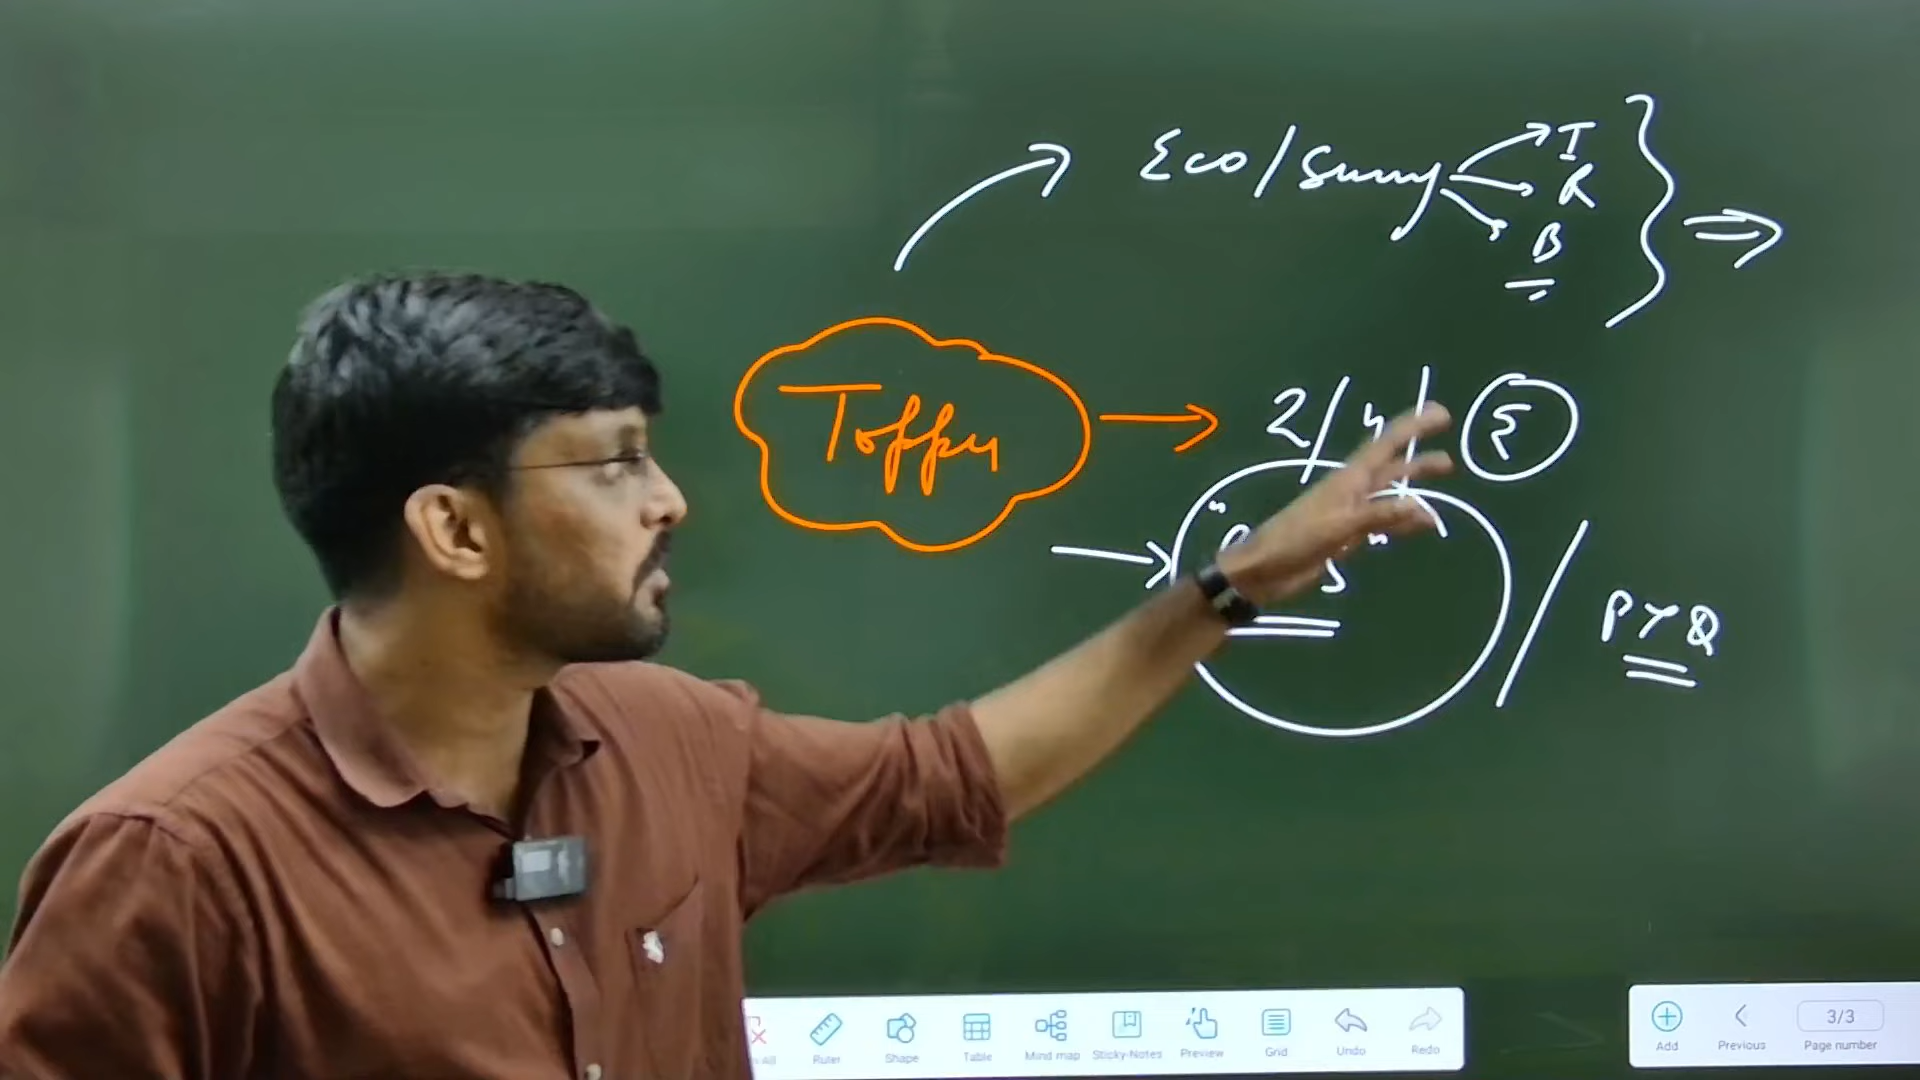 Eco/Survey
I
R
B
Topper
2/4/
PYQ
Ruler
Shape
Table
Mind map
Sticky-Notes
Preview
Grid
Undo
Redo
Add
Previous
3/3
Page number